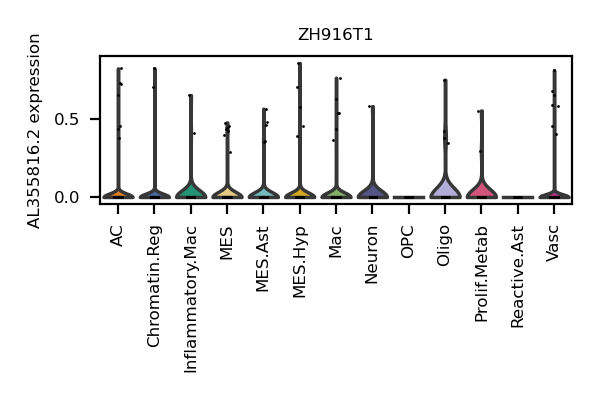 ZH916T1
AL355816.2 expression
0.5
0.0
AC
Chromatin.Reg
Inflammatory.Mac
MES
MES.Ast
MES.Hyp
Mac
Neuron
OPC
Oligo
Prolif.Metab
Reactive.Ast
Vasc